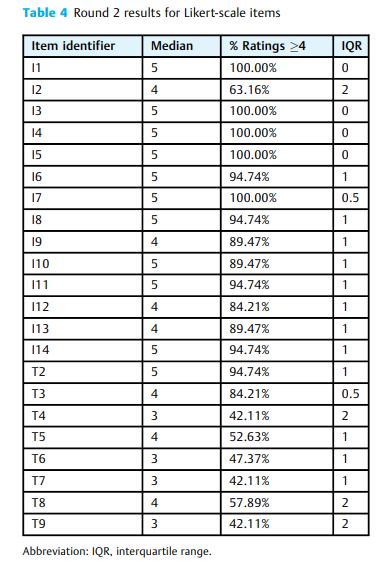 Table 4 Round 2 results for Likert-scale items
Item identifier Median % Ratings ≥4 IQR
I1 5 100.00% 0
I2 4 63.16% 2
I3 5 100.00% 0
I4 5 100.00% 0
I5 5 100.00% 0
I6 5 94.74% 1
I7 5 100.00% 0.5
I8 5 94.74% 1
I9 4 89.47% 1
I10 5 89.47% 1
I11 5 94.74% 1
I12 4 84.21% 1
I13 4 89.47% 1
I14 5 94.74% 1
T2 5 94.74% 1
T3 4 84.21% 0.5
T4 3 42.11% 2
T5 4 52.63% 1
T6 3 47.37% 1
T7 3 42.11% 1
T8 4 57.89% 2
T9 3 42.11% 2
Abbreviation: IQR, interquartile range.